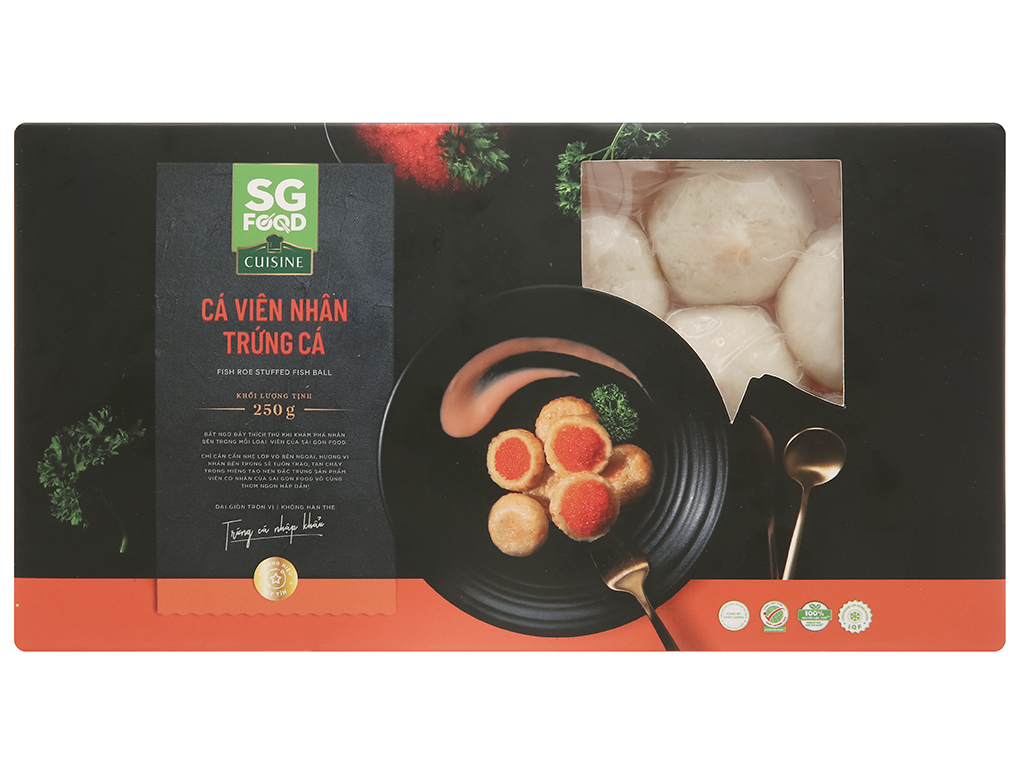 SG
FOOD
CUISINE
CÁ VIÊN NHÂN
TRỨNG CÁ
FISH ROE STUFFED FISH BALL
KHỐI LƯỢNG TỊNH
250 g
BẤT NGỜ ĐẦY THÍCH THÚ KHI KHÁM PHÁ NHÂN
BÊN TRONG MỖI LOẠI VIÊN CỦA SÀI GÒN FOOD.
CHỈ CẦN CẮN NHẸ LỚP VỎ BÊN NGOÀI, HƯƠNG VỊ
NHÂN BÊN TRONG SẼ TUÔN TRÀO, TAN CHẢY
TRONG MIỆNG TẠO NÊN ĐẶC TRƯNG SẢN PHẨM
VIÊN CÓ NHÂN CỦA SÀI GÒN FOOD VÔ CÙNG
THƠM NGON HẤP DẪN!
DAI GIÒN TRỌN VỊ | KHÔNG HÀN THE
Trứng cá nhập khẩu
100%
IQF